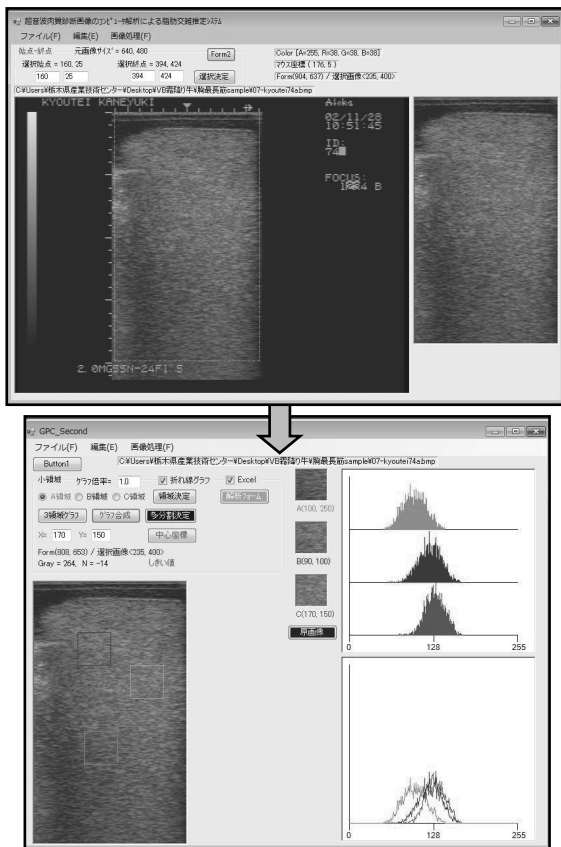 超音波肉質診断画像のコンピュータ解析による脂肪交雑推定システム
ファイル(F) 編集(E) 画像処理(F)
始点-終点 元画像サイズ = 640, 480 Form2 Color [A=255, R=38, G=38, B=38]
選択始点 = 160, 25 選択終点 = 394, 424 マウス座標 ( 176, 5 )
160 25 394 424 選択決定 Form(904, 637) / 選択画像<235, 400>
C:¥Users¥栃木県産業技術センター¥Desktop¥VB霜降り牛¥胸最長筋sample¥07-kyoutei74a.bmp
KYOUTEI KANEYUKI Aloka
02/11/28
10:51:45
ID:
74
FOCUS:
2.0MG55N-24F1.5
GPC_Second
ファイル(F) 編集(E) 画像処理(F)
Button1 C:¥Users¥栃木県産業技術センター¥Desktop¥VB霜降り牛¥胸最長筋sample¥07-kyoutei74a.bmp
小領域 グラフ倍率= 1.0 折れ線グラフ Excel
A領域 B領域 C領域 領域決定 解析フォーム
3領域グラフ グラフ合成 多分割決定
X= 170 Y= 150 中心座標
Form(808, 653) / 選択画像<235, 400>
Gray = 264, N = -14 しきい値
A(100, 250)
B(90, 100)
C(170, 150)
原画像
0 128 255
0 128 255